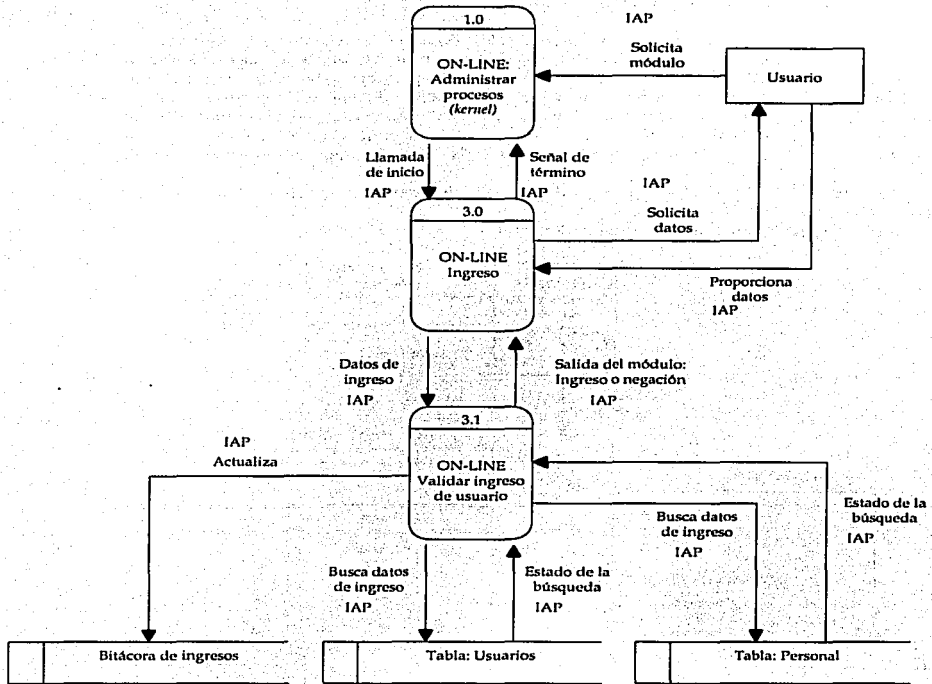 1.0
ON-LINE:
Administrar
procesos
(kernel)
IAP
Solicita
módulo
Usuario
Llamada
de inicio
IAP
Señal de
término
IAP
IAP
Solicita
datos
3.0
ON-LINE
Ingreso
Proporciona
datos
IAP
Datos de
ingreso
IAP
Salida del módulo:
Ingreso o negación
IAP
3.1
ON-LINE
Validar ingreso
de usuario
IAP
Actualiza
Busca datos
de ingreso
IAP
Estado de la
búsqueda
IAP
Busca datos
de ingreso
IAP
Estado de la
búsqueda
IAP
Bitácora de ingresos
Tabla: Usuarios
Tabla: Personal